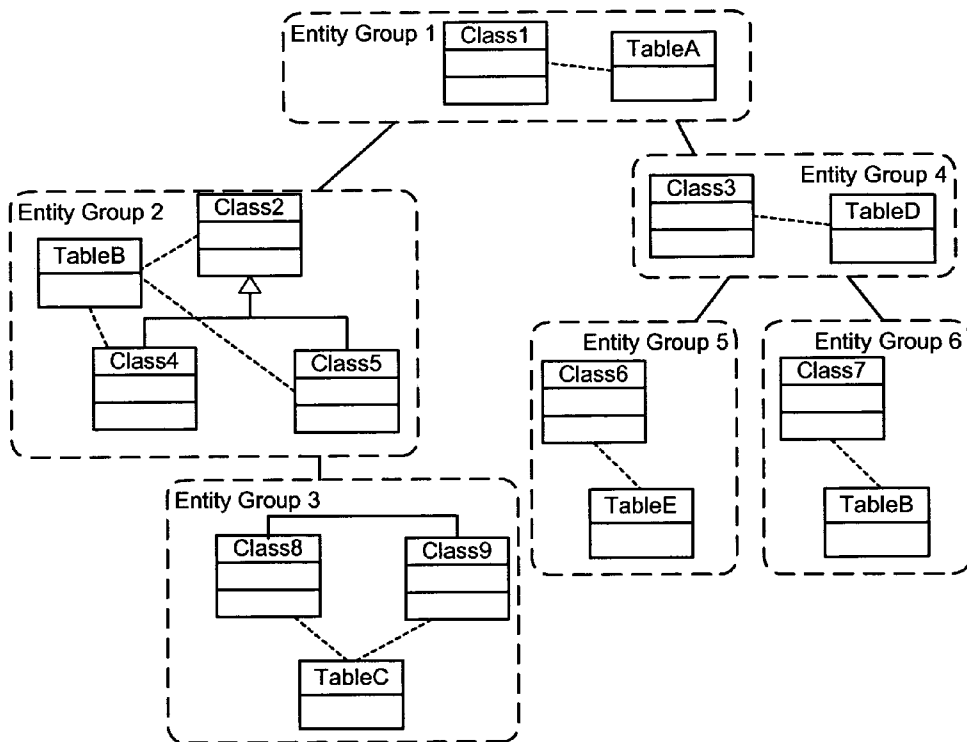 Entity Group 1
Class1
TableA
Entity Group 2
Class2
TableB
Class4
Class5
Class3
Entity Group 4
TableD
Entity Group 5
Class6
TableE
Entity Group 6
Class7
TableB
Entity Group 3
Class8
Class9
TableC